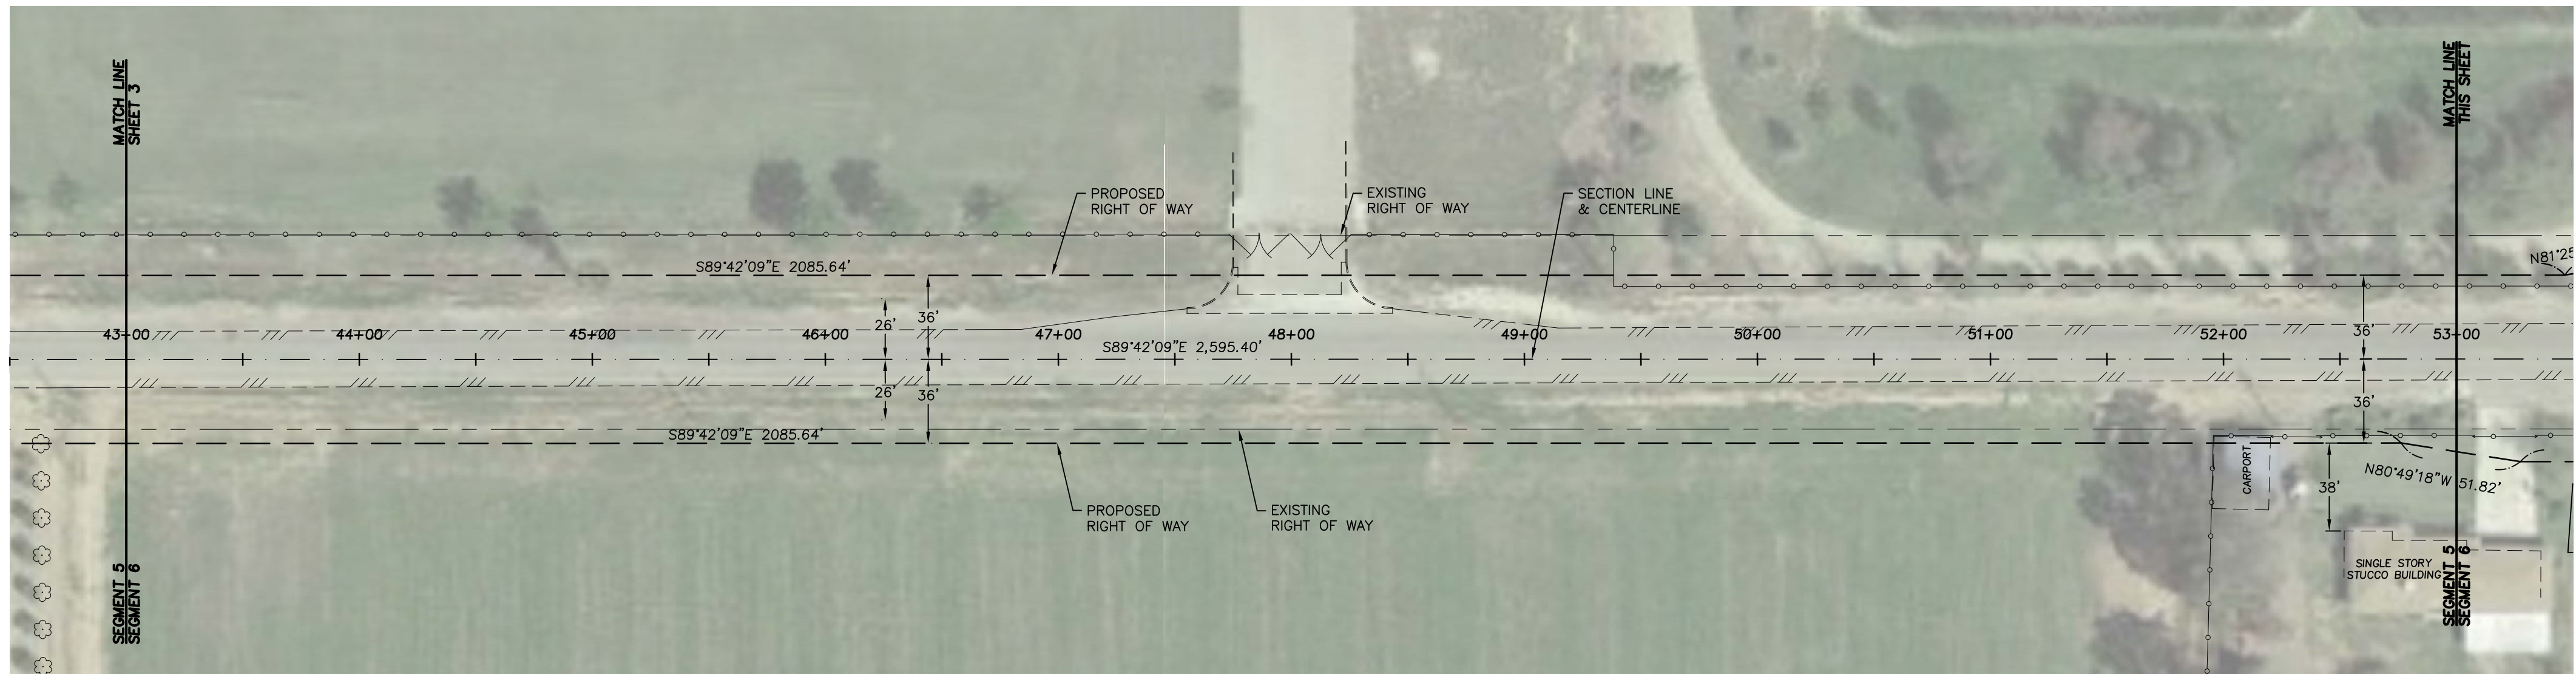 MATCH LINE
SHEET 3
MATCH LINE
THIS SHEET
PROPOSED
RIGHT OF WAY
EXISTING
RIGHT OF WAY
SECTION LINE
& CENTERLINE
N81°25
S89°42'09"E 2085.64'
26'
36'
36'
43+00
44+00
45+00
46+00
47+00
48+00
49+00
50+00
51+00
52+00
53+00
S89°42'09"E 2,595.40'
26'
36'
36'
S89°42'09"E 2085.64'
PROPOSED
RIGHT OF WAY
EXISTING
RIGHT OF WAY
CARPORT
38'
N80°49'18"W 51.82'
SINGLE STORY
STUCCO BUILDING
SEGMENT 5
SEGMENT 6
SEGMENT 5
SEGMENT 6